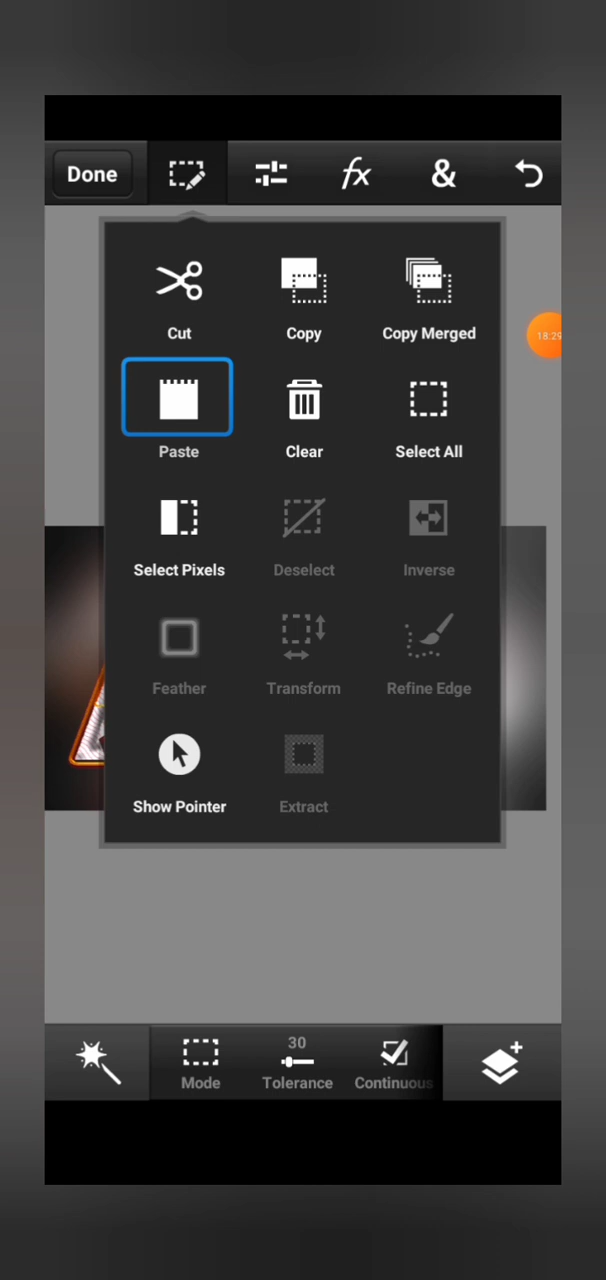 Done fx &
Cut Copy Copy Merged
18:29
Paste Clear Select All
Select Pixels Deselect Inverse
Feather Transform Refine Edge
Show Pointer Extract
30
Mode Tolerance Continuous